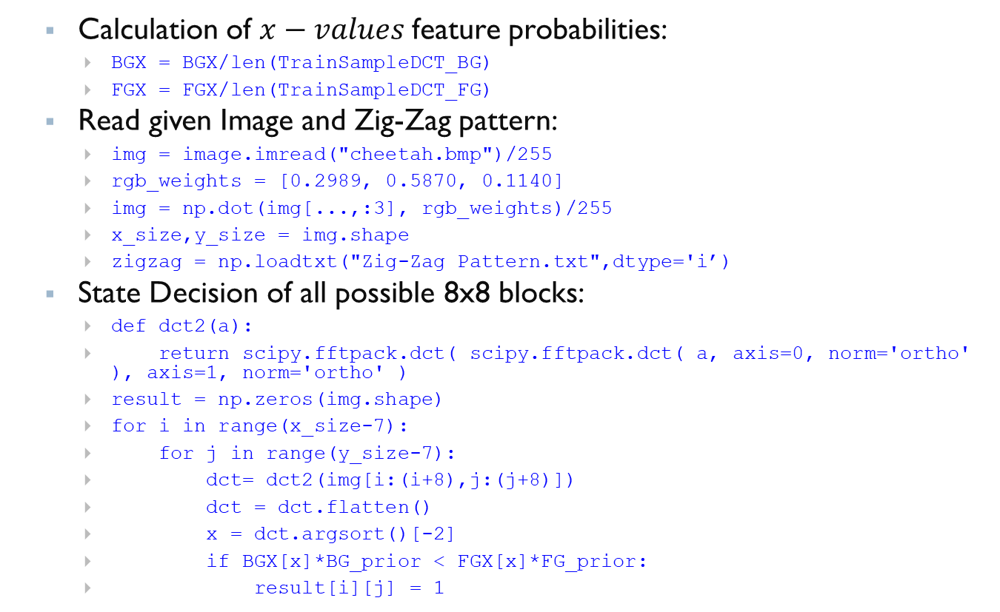 Calculation of x − values feature probabilities:
BGX = BGX/len(TrainSampleDCT_BG)
FGX = FGX/len(TrainSampleDCT_FG)
Read given Image and Zig-Zag pattern:
img = image.imread("cheetah.bmp")/255
rgb_weights = [0.2989, 0.5870, 0.1140]
img = np.dot(img[...,:3], rgb_weights)/255
x_size,y_size = img.shape
zigzag = np.loadtxt("Zig-Zag Pattern.txt",dtype='i’)
State Decision of all possible 8x8 blocks:
def dct2(a):
    return scipy.fftpack.dct( scipy.fftpack.dct( a, axis=0, norm='ortho'
), axis=1, norm='ortho' )
result = np.zeros(img.shape)
for i in range(x_size-7):
    for j in range(y_size-7):
        dct= dct2(img[i:(i+8),j:(j+8)])
        dct = dct.flatten()
        x = dct.argsort()[-2]
        if BGX[x]*BG_prior < FGX[x]*FG_prior:
            result[i][j] = 1